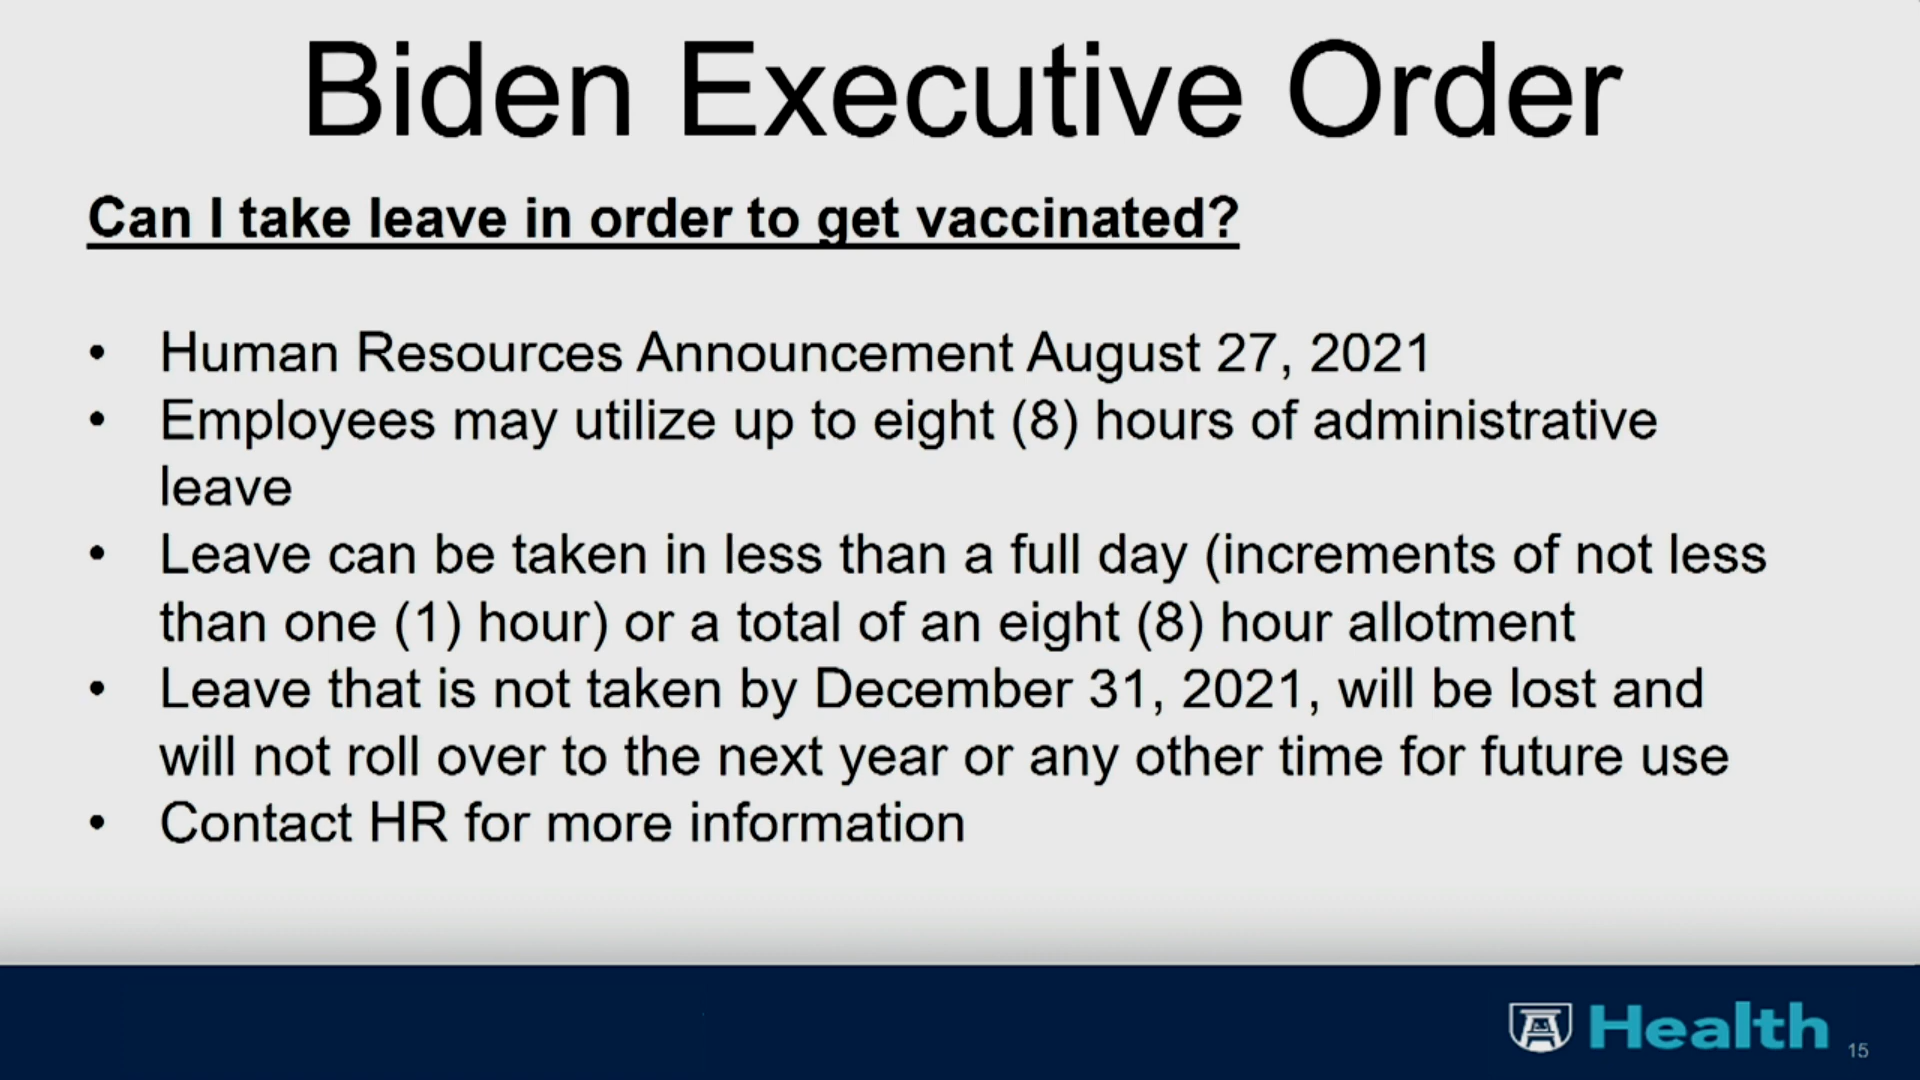 Biden Executive Order
Can I take leave in order to get vaccinated?
• Human Resources Announcement August 27, 2021
• Employees may utilize up to eight (8) hours of administrative
leave
• Leave can be taken in less than a full day (increments of not less
than one (1) hour) or a total of an eight (8) hour allotment
• Leave that is not taken by December 31, 2021, will be lost and
will not roll over to the next year or any other time for future use
• Contact HR for more information
Health
15